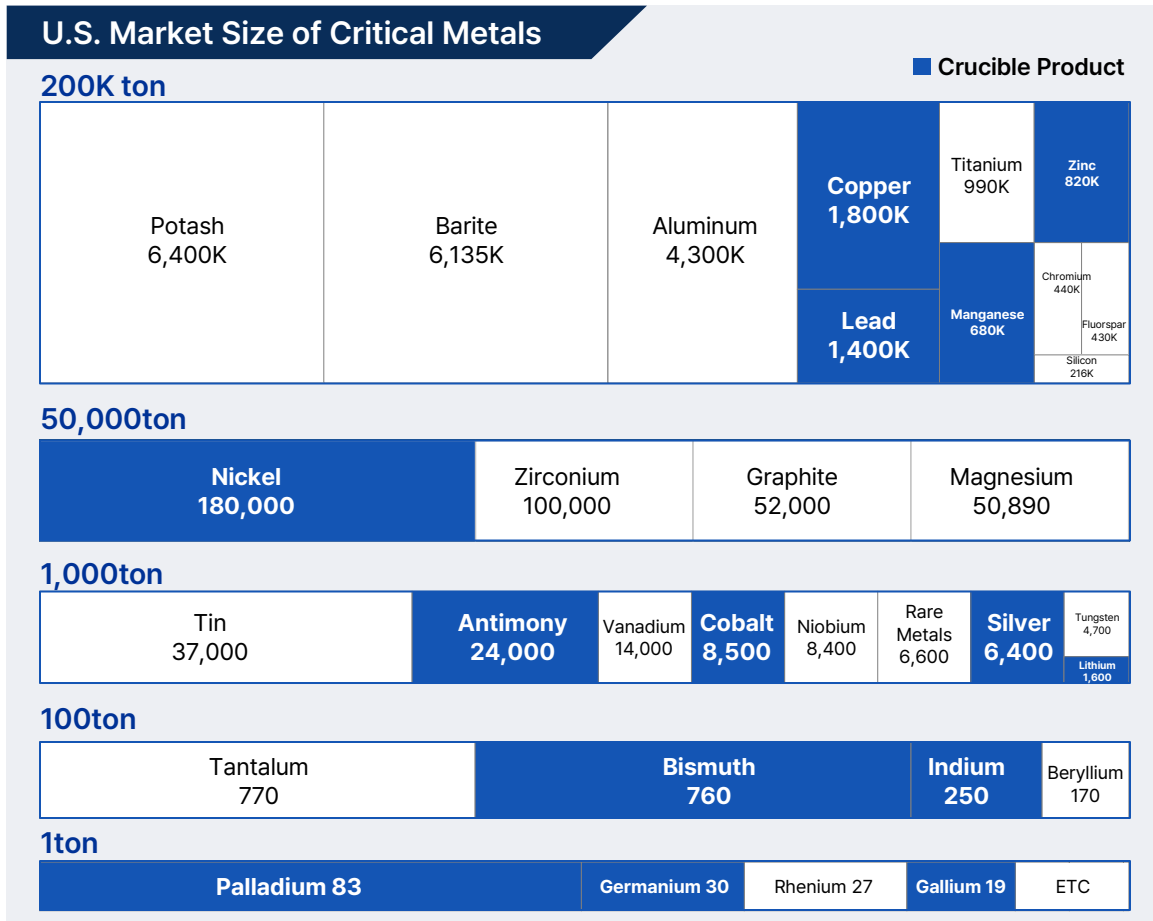 U.S. Market Size of Critical Metals
Crucible Product
200K ton
Potash
6,400K
Barite
6,135K
Aluminum
4,300K
Copper
1,800K
Lead
1,400K
Titanium
990K
Manganese
680K
Zinc
820K
Chromium
440K
Fluorspar
430K
Silicon
216K
50,000ton
Nickel
180,000
Zirconium
100,000
Graphite
52,000
Magnesium
50,890
1,000ton
Tin
37,000
Antimony
24,000
Vanadium
14,000
Cobalt
8,500
Niobium
8,400
Rare
Metals
6,600
Silver
6,400
Tungsten
4,700
Lithium
1,600
100ton
Tantalum
770
Bismuth
760
Indium
250
Beryllium
170
1ton
Palladium 83
Germanium 30
Rhenium 27
Gallium 19
ETC